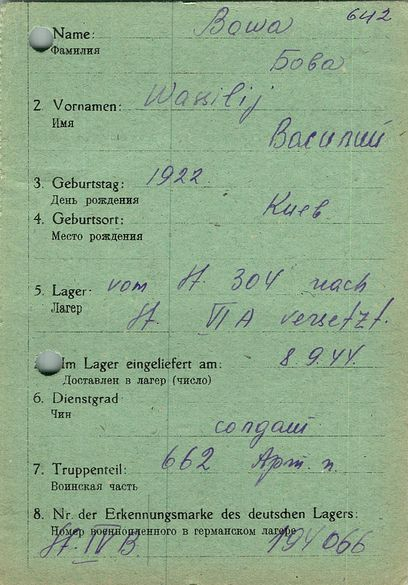 642
Name: Bowa
Фамилия
Бова
2. Vornamen: Wassilij
Имя
Василий
3. Geburtstag: 1922
День рождения
Киев
4. Geburtsort:
Место рождения
5. Lager: vom St. 304 nach
Лагер
St. VI A versetzt.
Im Lager eingeliefert am: 8.9.44.
Доставлен в лагер (число)
6. Dienstgrad
Чин
солдат
7. Truppenteil: 662 Арт. п.
Воинская часть
8. Nr. der Erkennungsmarke des deutschen Lagers:
Номер военнопленного в германском лагере
St. IV B. 194066